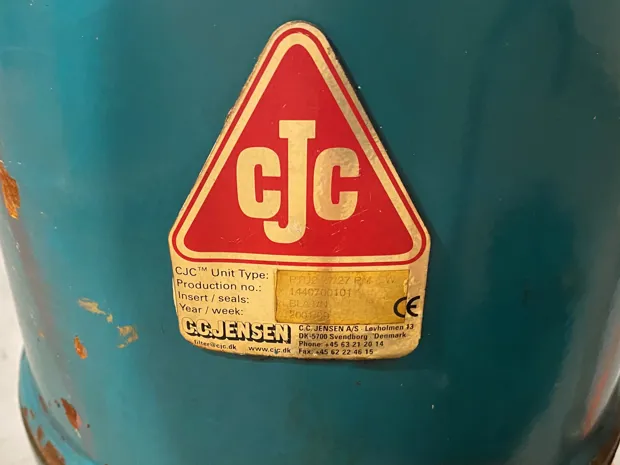 CJC
CJC™ Unit Type:
Production no.: 1440700101
Insert / seals:
Year / week:
CE
C.C.JENSEN
C.C. JENSEN A/S Løvholmen 13
DK-5700 Svendborg Denmark
Phone: +45 63 21 20 14
Fax: +45 62 22 46 15
filter@cjc.dk www.cjc.dk